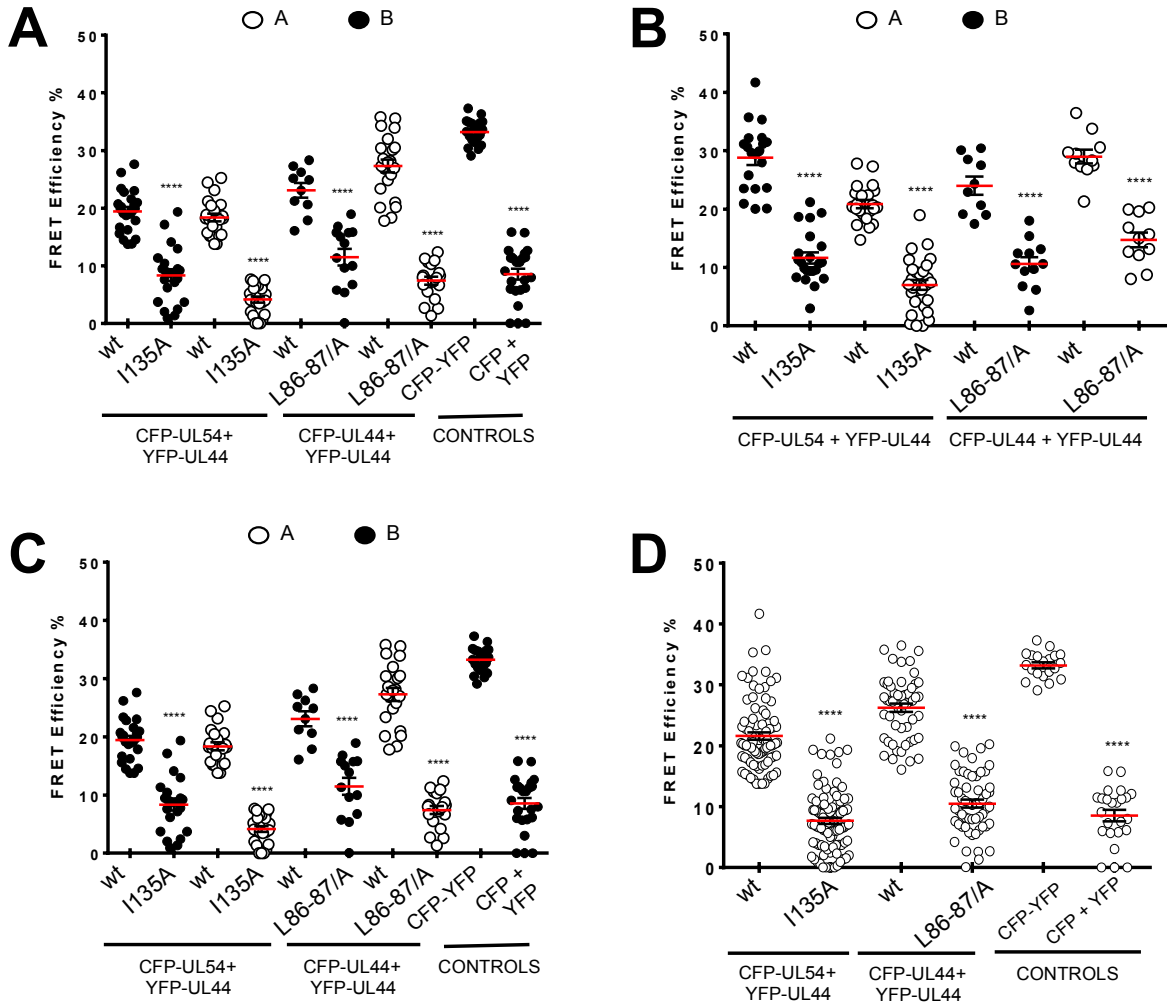 A
A B
FRET Efficiency %
50
40
30
20
10
0
****
****
****
****
****
wt
I135A
wt
I135A
wt
L86-87/A
wt
L86-87/A
CFP-YFP
CFP +
YFP
CFP-UL54+
YFP-UL44
CFP-UL44+
YFP-UL44
CONTROLS
B
A B
FRET Efficiency %
50
40
30
20
10
0
****
****
****
****
wt
I135A
wt
I135A
wt
L86-87/A
wt
L86-87/A
CFP-UL54 + YFP-UL44
CFP-UL44 + YFP-UL44
C
A B
FRET Efficiency %
50
40
30
20
10
0
****
****
****
****
****
wt
I135A
wt
I135A
wt
L86-87/A
wt
L86-87/A
CFP-YFP
CFP +
YFP
CFP-UL54+
YFP-UL44
CFP-UL44+
YFP-UL44
CONTROLS
D
FRET Efficiency %
50
40
30
20
10
0
****
****
****
wt
I135A
wt
L86-87/A
CFP-YFP
CFP + YFP
CFP-UL54+
YFP-UL44
CFP-UL44+
YFP-UL44
CONTROLS